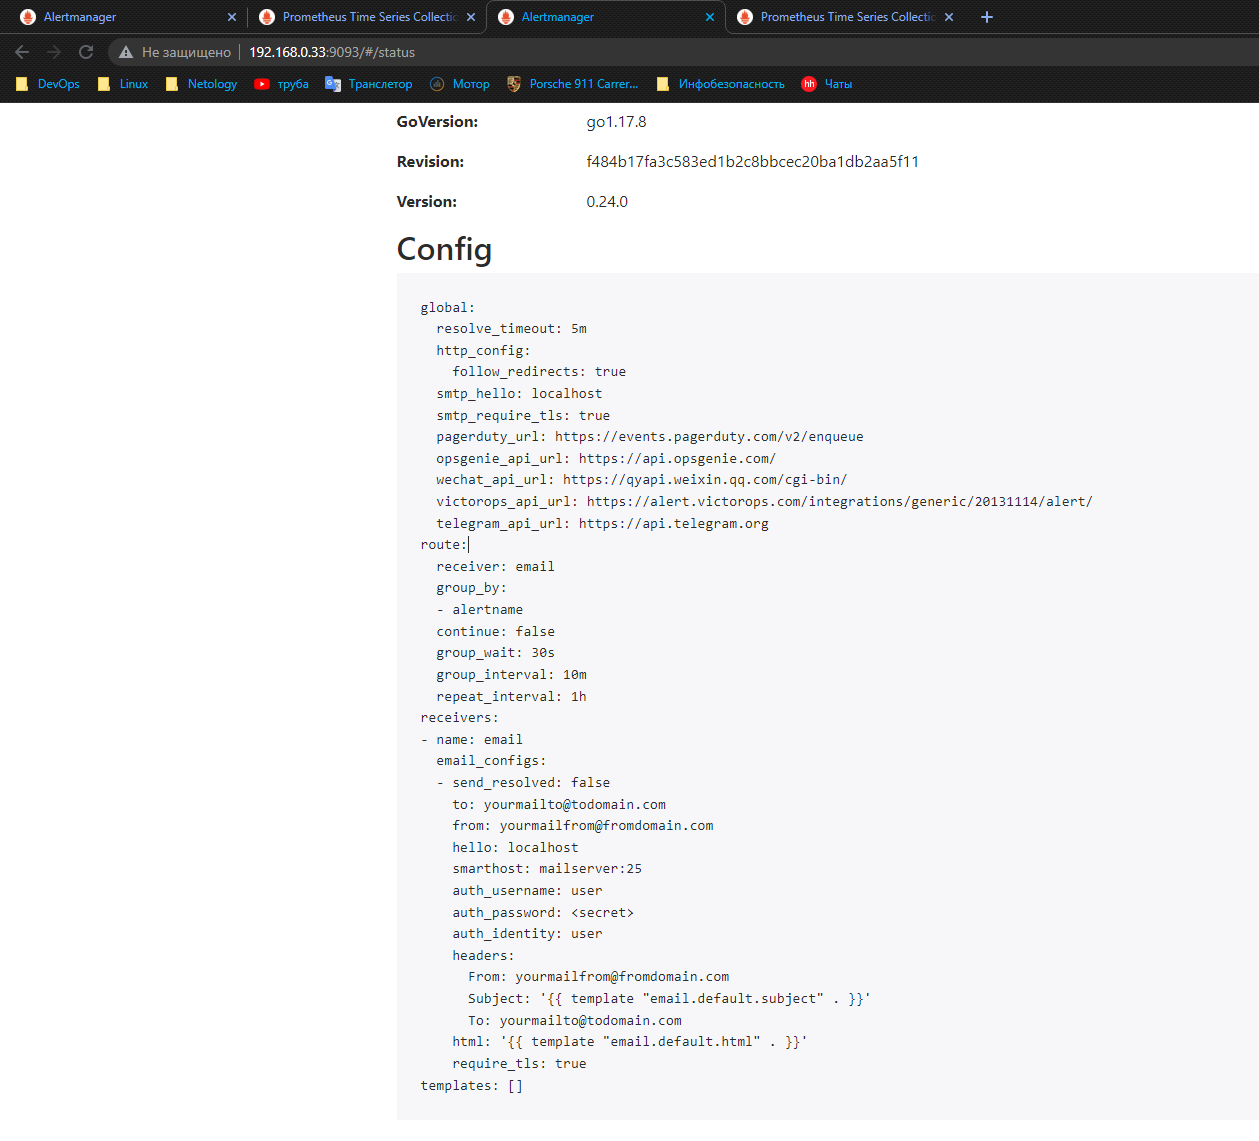 Alertmanager
Prometheus Time Series Collectic
Alertmanager
Prometheus Time Series Collectic
Не защищено 192.168.0.33:9093/#/status
DevOps Linux Netology труба Транслетор Мотор Porsche 911 Carrer... Инфобезопасность hh Чаты
GoVersion: go1.17.8
Revision: f484b17fa3c583ed1b2c8bbcec20ba1db2aa5f11
Version: 0.24.0
Config
global:
  resolve_timeout: 5m
  http_config:
    follow_redirects: true
  smtp_hello: localhost
  smtp_require_tls: true
  pagerduty_url: https://events.pagerduty.com/v2/enqueue
  opsgenie_api_url: https://api.opsgenie.com/
  wechat_api_url: https://qyapi.weixin.qq.com/cgi-bin/
  victorops_api_url: https://alert.victorops.com/integrations/generic/20131114/alert/
  telegram_api_url: https://api.telegram.org
route:
  receiver: email
  group_by:
  - alertname
  continue: false
  group_wait: 30s
  group_interval: 10m
  repeat_interval: 1h
receivers:
- name: email
  email_configs:
  - send_resolved: false
    to: yourmailto@todomain.com
    from: yourmailfrom@fromdomain.com
    hello: localhost
    smarthost: mailserver:25
    auth_username: user
    auth_password: <secret>
    auth_identity: user
    headers:
      From: yourmailfrom@fromdomain.com
      Subject: '{{ template "email.default.subject" . }}'
      To: yourmailto@todomain.com
    html: '{{ template "email.default.html" . }}'
    require_tls: true
templates: []